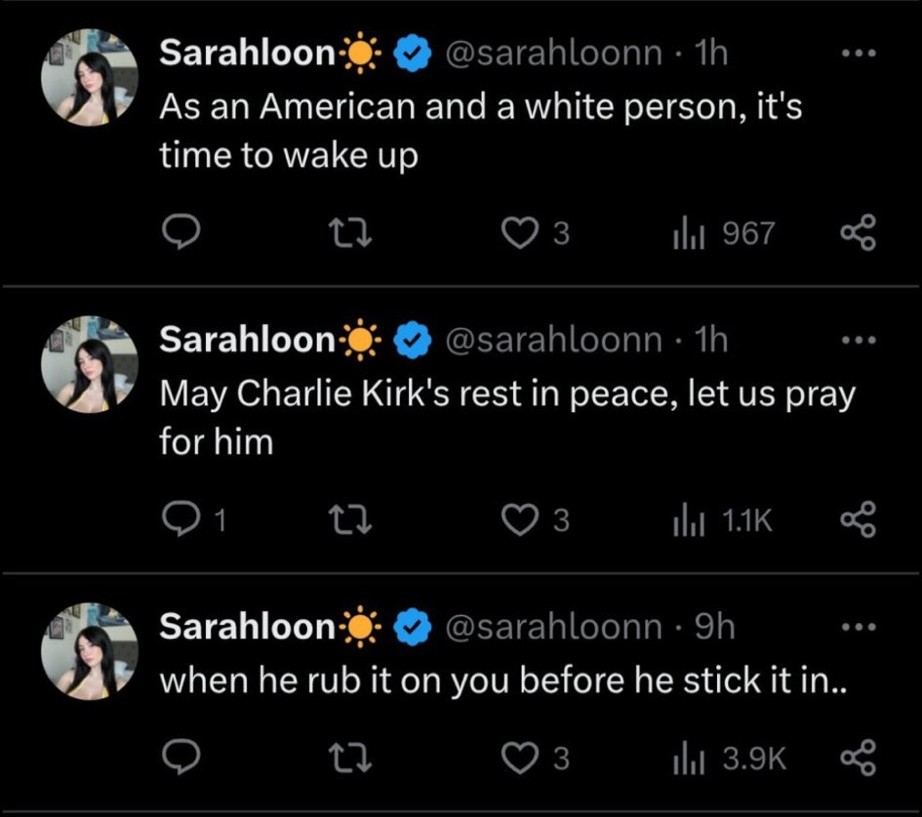 Sarahloon☀️ @sarahloonn · 1h
As an American and a white person, it's
time to wake up
3 967
Sarahloon☀️ @sarahloonn · 1h
May Charlie Kirk's rest in peace, let us pray
for him
1 3 1.1K
Sarahloon☀️ @sarahloonn · 9h
when he rub it on you before he stick it in..
3 3.9K